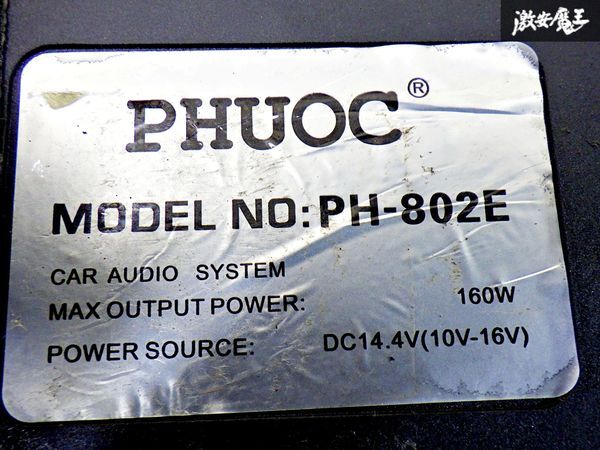 激安魔王
PHUOC®
MODEL NO:PH-802E
CAR AUDIO SYSTEM
MAX OUTPUT POWER: 160W
POWER SOURCE: DC14.4V(10V-16V)